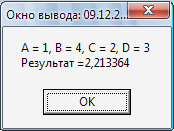 Окно вывода: 09.12.2...
A = 1, B = 4, C = 2, D = 3
Результат =2,213364
OK